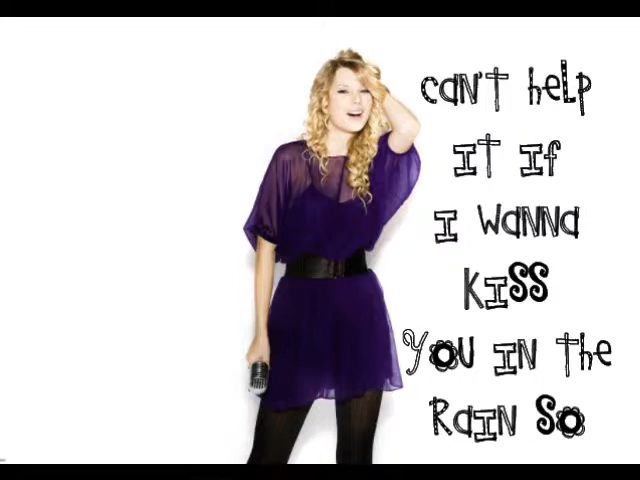 can't help
it if
I wanna
kiss
you in the
rain so